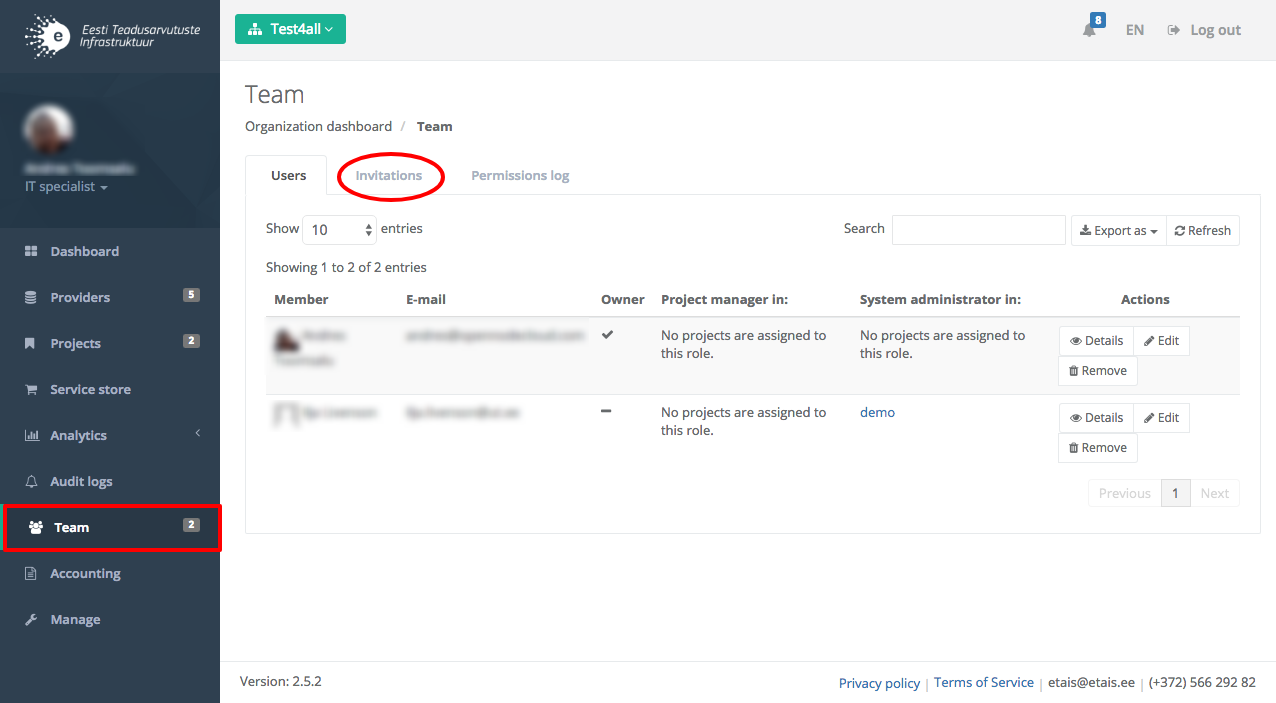 Eesti Teadusarvutuste
Infrastruktuur
e
Test4all
8
EN
Log out
IT specialist
Dashboard
Providers 5
Projects 2
Service store
Analytics
Audit logs
Team 2
Accounting
Manage
Team
Organization dashboard / Team
Users Invitations Permissions log
Show 10 entries
Search
Export as
Refresh
Showing 1 to 2 of 2 entries
Member E-mail Owner Project manager in: System administrator in: Actions
No projects are assigned to
this role.
No projects are assigned to
this role.
Details Edit
Remove
No projects are assigned to
this role.
demo
Details Edit
Remove
Previous 1 Next
Version: 2.5.2
Privacy policy | Terms of Service | etais@etais.ee | (+372) 566 292 82